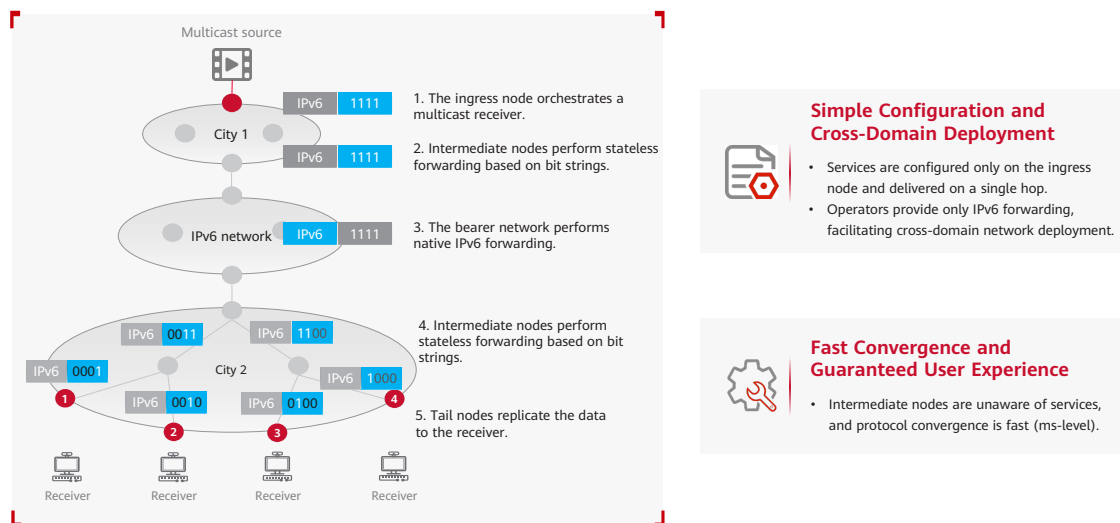 Multicast source
IPv6 1111
1. The ingress node orchestrates a
multicast receiver.
City 1
IPv6 1111
2. Intermediate nodes perform stateless
forwarding based on bit strings.
IPv6 network
IPv6 1111
3. The bearer network performs
native IPv6 forwarding.
IPv6 0011
IPv6 1100
4. Intermediate nodes perform
stateless forwarding based on bit
strings.
City 2
IPv6 0001
IPv6 1000
IPv6 0010
IPv6 0100
1
2
3
4
5. Tail nodes replicate the data
to the receiver.
Receiver
Receiver
Receiver
Receiver
Simple Configuration and
Cross-Domain Deployment
• Services are configured only on the ingress
node and delivered on a single hop.
• Operators provide only IPv6 forwarding,
facilitating cross-domain network deployment.
Fast Convergence and
Guaranteed User Experience
• Intermediate nodes are unaware of services,
and protocol convergence is fast (ms-level).